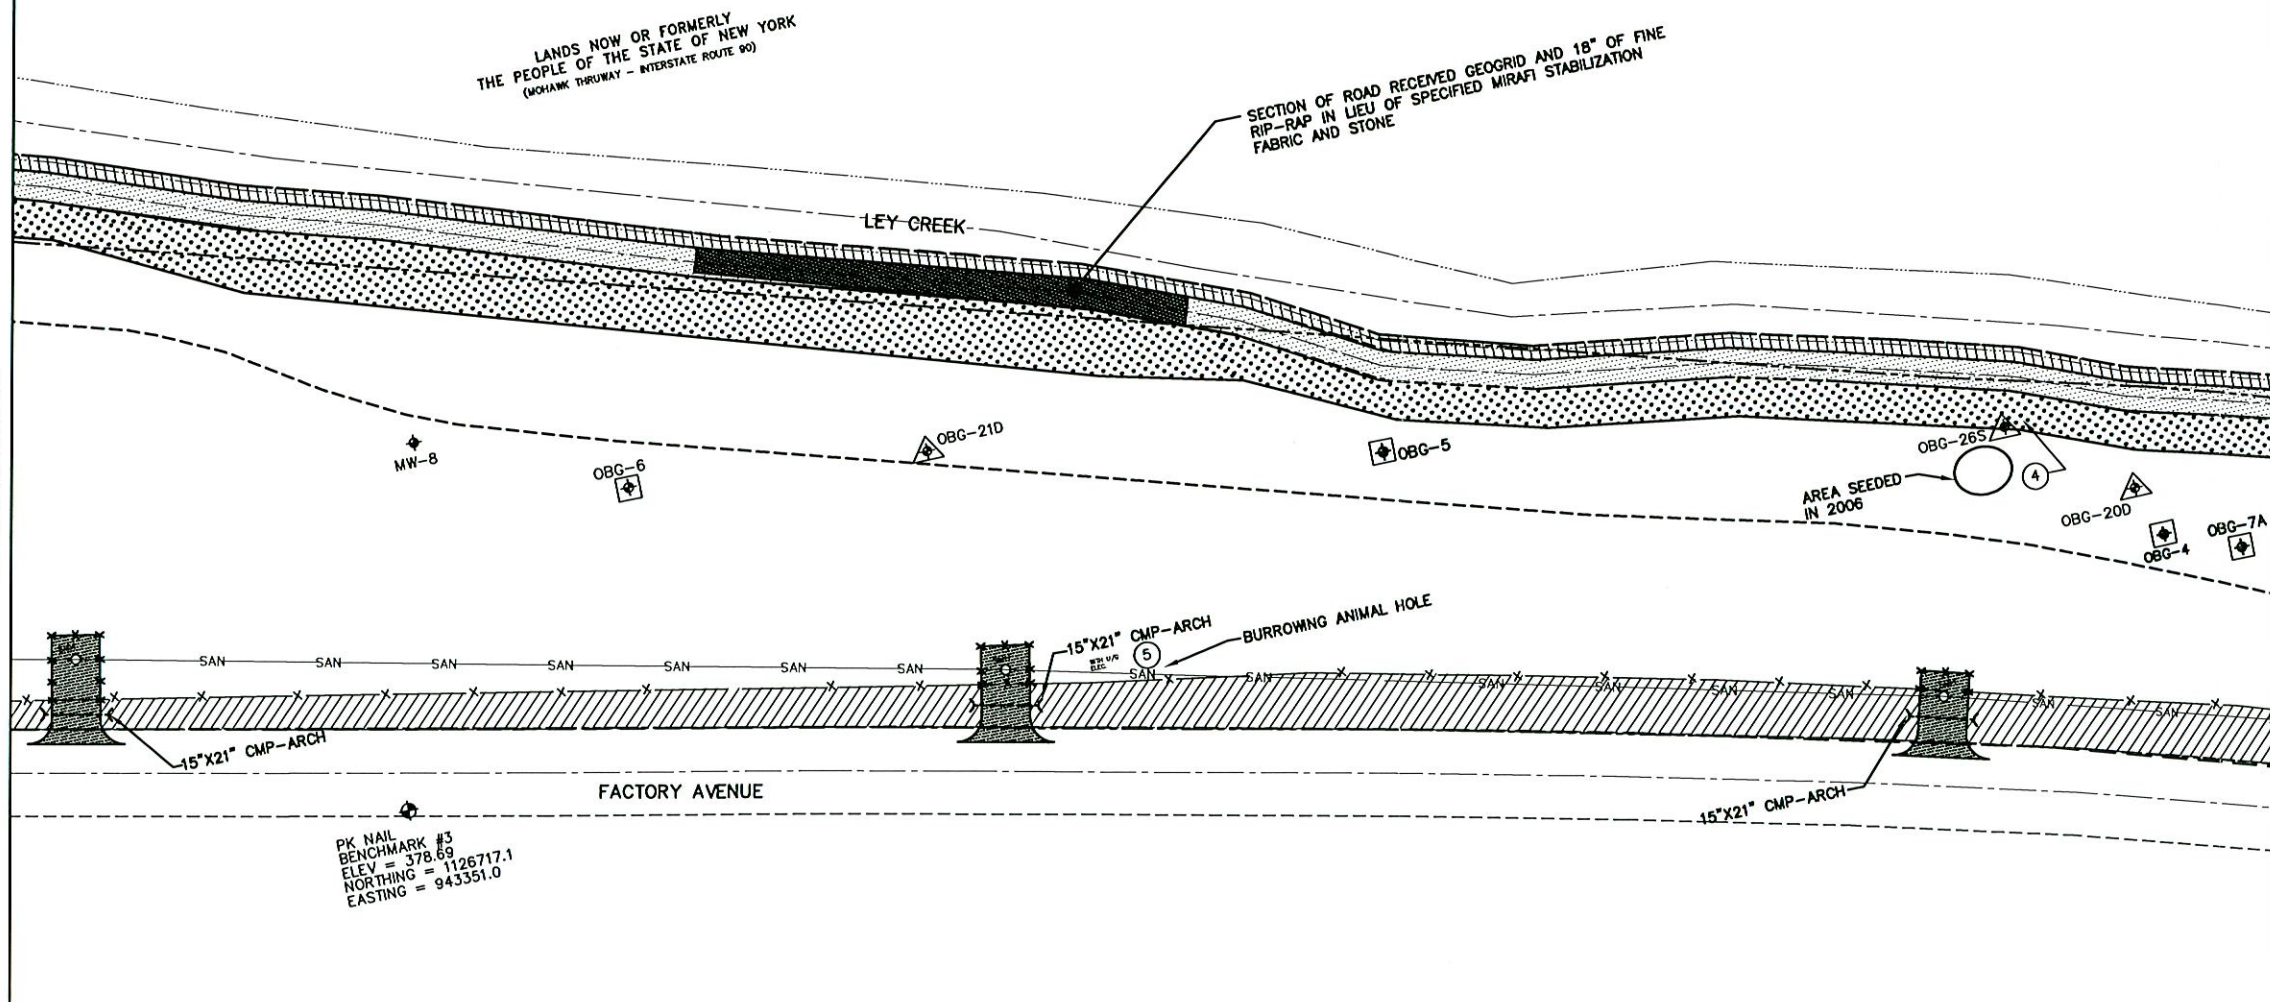 LANDS NOW OR FORMERLY
THE PEOPLE OF THE STATE OF NEW YORK
(MOHAWK THRUWAY - INTERSTATE ROUTE 90)
SECTION OF ROAD RECEIVED GEOGRID AND 18" OF FINE
RIP-RAP IN LIEU OF SPECIFIED MIRAFI STABILIZATION
FABRIC AND STONE
LEY CREEK
MW-8
OBG-6
OBG-21D
OBG-5
OBG-26S
4
AREA SEEDED
IN 2006
OBG-20D
OBG-4
OBG-7A
15"X21" CMP-ARCH
WITH U/G
ELEC.
5
BURROWING ANIMAL HOLE
SAN SAN SAN SAN SAN SAN SAN SAN SAN SAN SAN SAN SAN SAN SAN
15"X21" CMP-ARCH
15"X21" CMP-ARCH
FACTORY AVENUE
PK NAIL
BENCHMARK #3
ELEV = 378.69
NORTHING = 1126717.1
EASTING = 943351.0